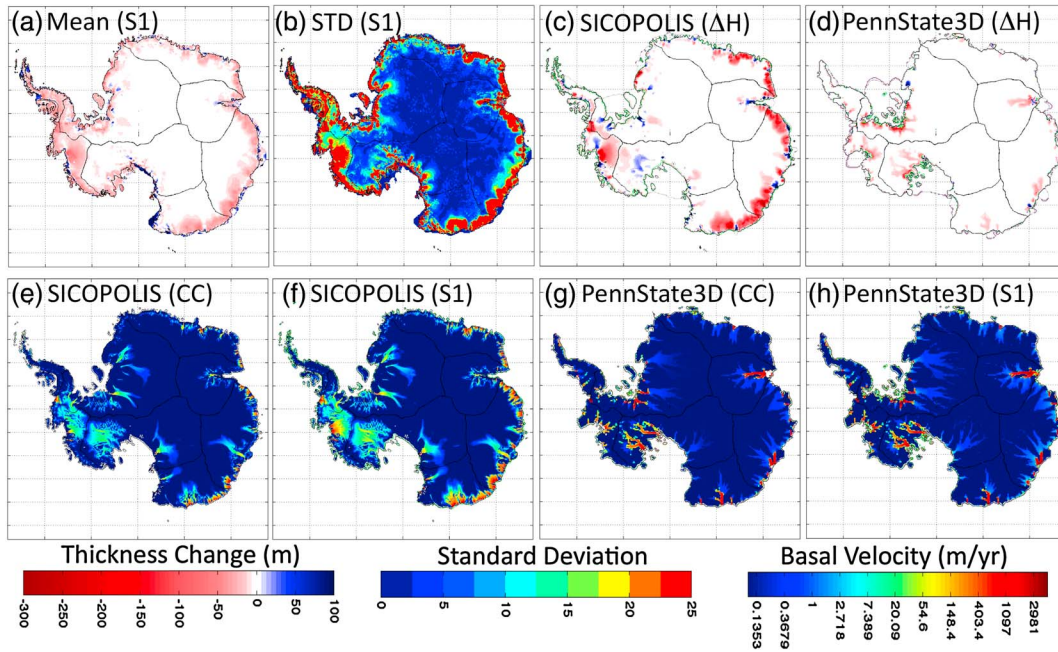 (a) Mean (S1)
(b) STD (S1)
(c) SICOPOLIS (ΔH)
(d) PennState3D (ΔH)
(e) SICOPOLIS (CC)
(f) SICOPOLIS (S1)
(g) PennState3D (CC)
(h) PennState3D (S1)
Thickness Change (m)
-300 -250 -200 -150 -100 -50 0 50 100
Standard Deviation
0 5 10 15 20 25
Basal Velocity (m/yr)
0.1353 0.3679 1 2.718 7.389 20.09 54.6 148.4 403.4 1097 2981